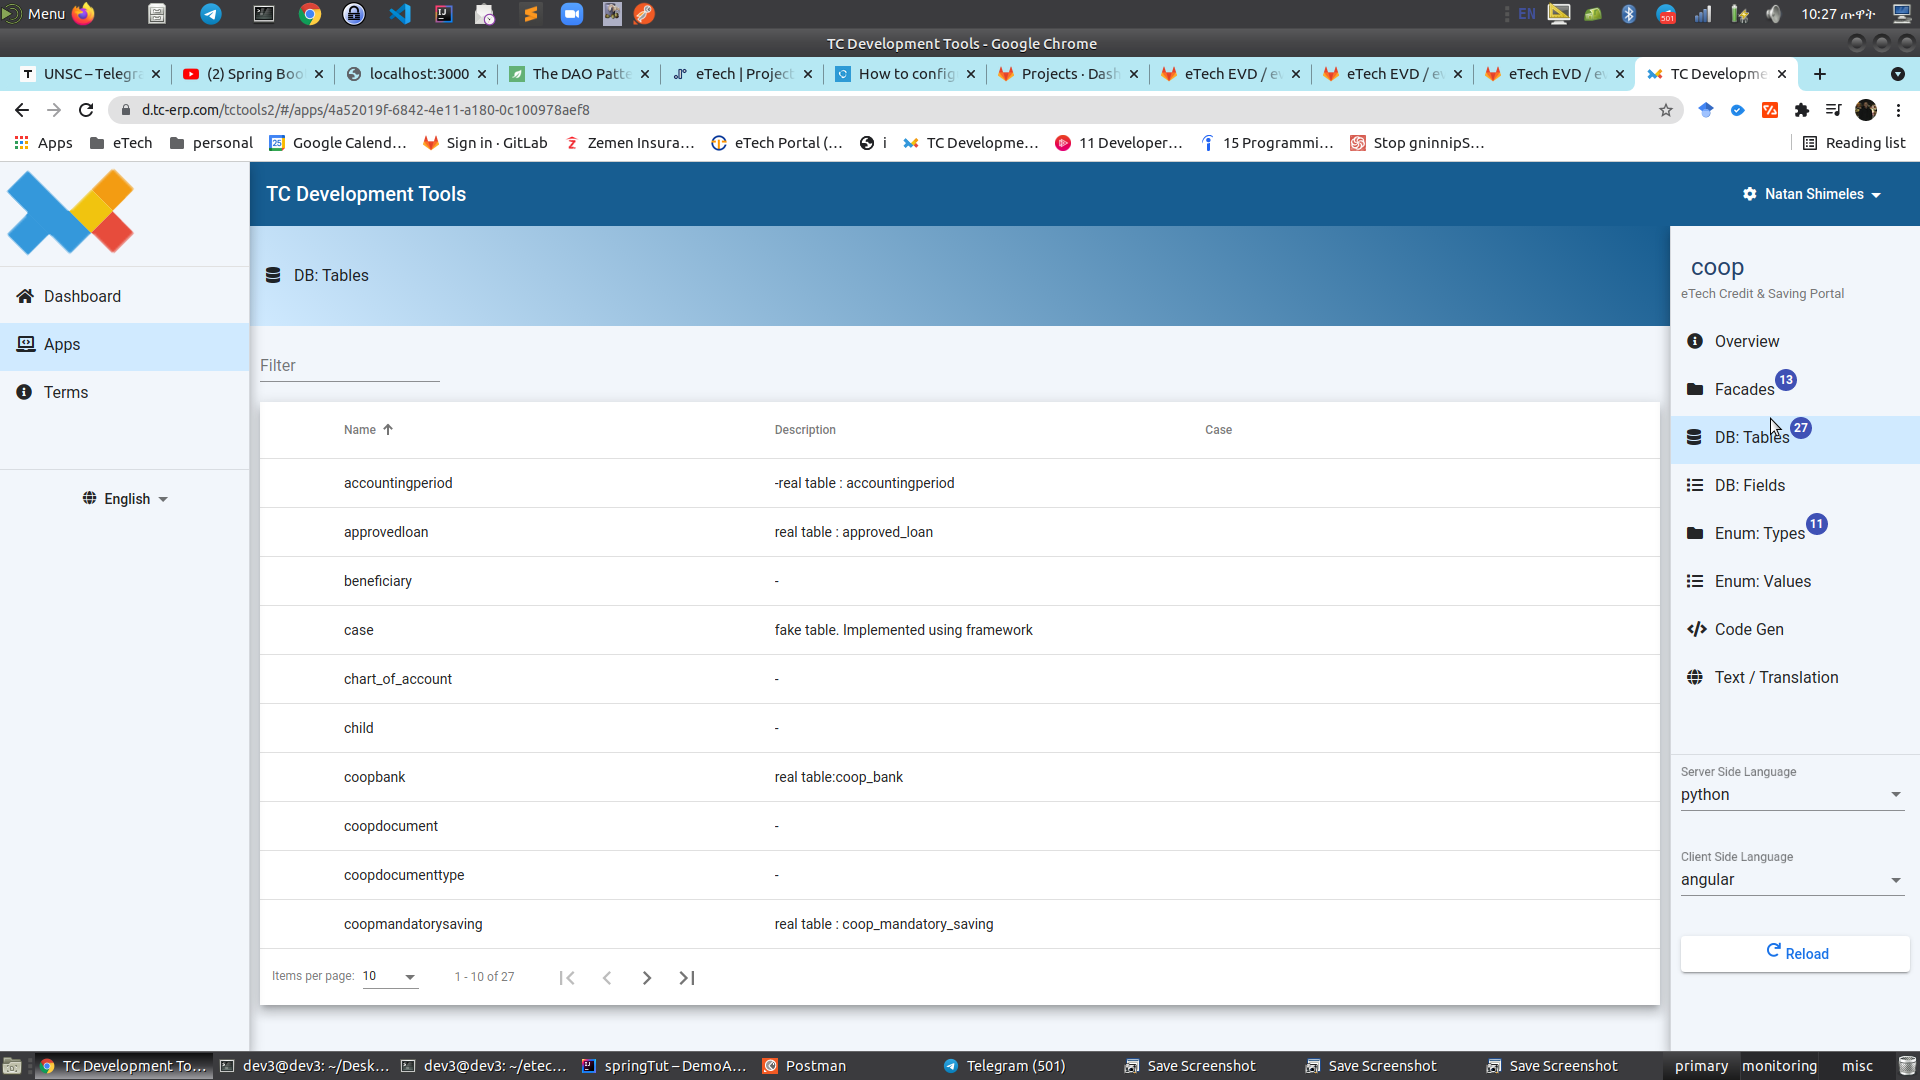 Menu
EN
501
10:27 ጡዋት
TC Development Tools - Google Chrome
UNSC – Telegra
(2) Spring Boo
localhost:3000
The DAO Patte
eTech | Project
How to config
Projects · Dash
eTech EVD / e
eTech EVD / e
eTech EVD / e
TC Developme
d.tc-erp.com/tctools2/#/apps/4a52019f-6842-4e11-a180-0c100978aef8
Apps
eTech
personal
Google Calend…
Sign in · GitLab
Zemen Insura…
eTech Portal (…
i
TC Developme…
11 Developer…
15 Programmi…
Stop gninnipS…
Reading list
TC Development Tools
Natan Shimeles
Dashboard
Apps
Terms
English
DB: Tables
Filter
Name Description Case
accountingperiod -real table : accountingperiod
approvedloan real table : approved_loan
beneficiary -
case fake table. Implemented using framework
chart_of_account -
child -
coopbank real table:coop_bank
coopdocument -
coopdocumenttype -
coopmandatorysaving real table : coop_mandatory_saving
Items per page: 10 1 - 10 of 27
coop
eTech Credit & Saving Portal
Overview
Facades 13
DB: Tables 27
DB: Fields
Enum: Types 11
Enum: Values
Code Gen
Text / Translation
Server Side Language
python
Client Side Language
angular
Reload
TC Development To…
dev3@dev3: ~/Desk…
dev3@dev3: ~/etec…
springTut – DemoA…
Postman
Telegram (501)
Save Screenshot
Save Screenshot
Save Screenshot
primary
monitoring
misc